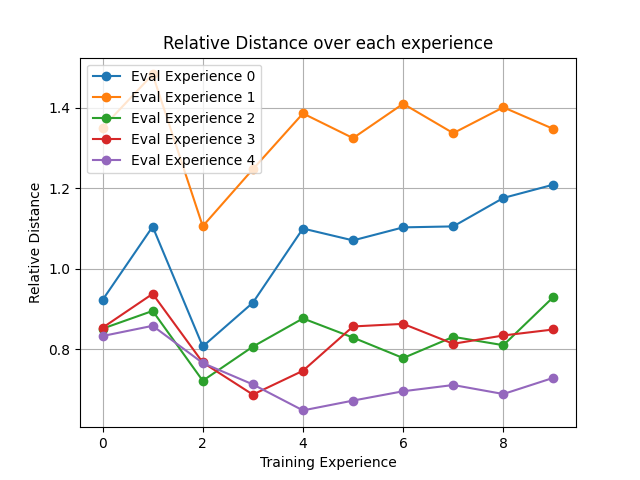 Relative Distance over each experience
Eval Experience 0
Eval Experience 1
Eval Experience 2
Eval Experience 3
Eval Experience 4
1.4
1.2
1.0
0.8
Relative Distance
0 2 4 6 8
Training Experience